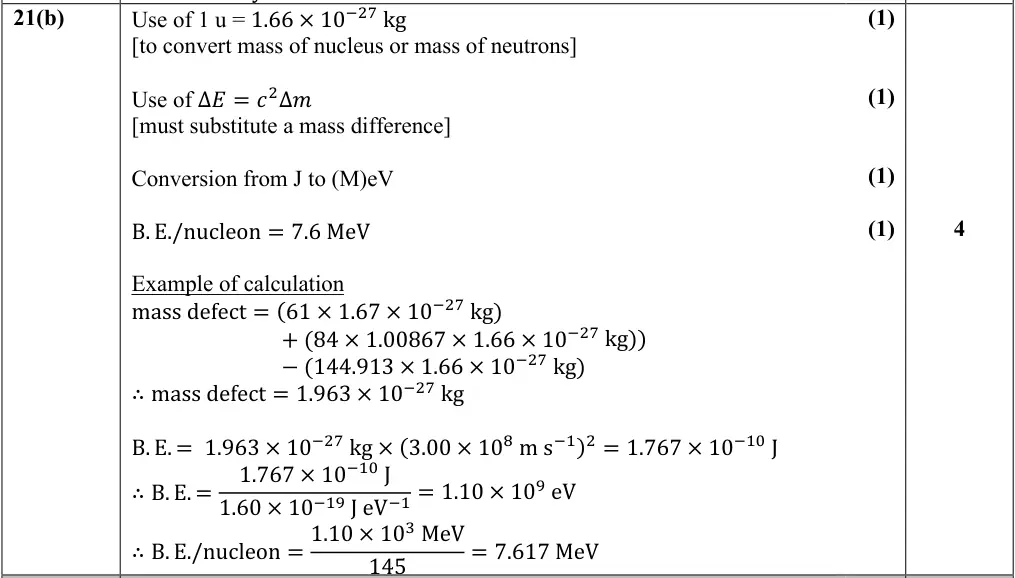 21(b) Use of 1 u = 1.66 × 10⁻²⁷ kg (1)
[to convert mass of nucleus or mass of neutrons]
Use of ΔE = c²Δm (1)
[must substitute a mass difference]
Conversion from J to (M)eV (1)
B. E./nucleon = 7.6 MeV (1) 4
Example of calculation
mass defect = (61 × 1.67 × 10⁻²⁷ kg)
+ (84 × 1.00867 × 1.66 × 10⁻²⁷ kg))
− (144.913 × 1.66 × 10⁻²⁷ kg)
∴ mass defect = 1.963 × 10⁻²⁷ kg
B. E. = 1.963 × 10⁻²⁷ kg × (3.00 × 10⁸ m s⁻¹)² = 1.767 × 10⁻¹⁰ J
∴ B. E. = 1.767 × 10⁻¹⁰ J / 1.60 × 10⁻¹⁹ J eV⁻¹ = 1.10 × 10⁹ eV
∴ B. E./nucleon = 1.10 × 10³ MeV / 145 = 7.617 MeV